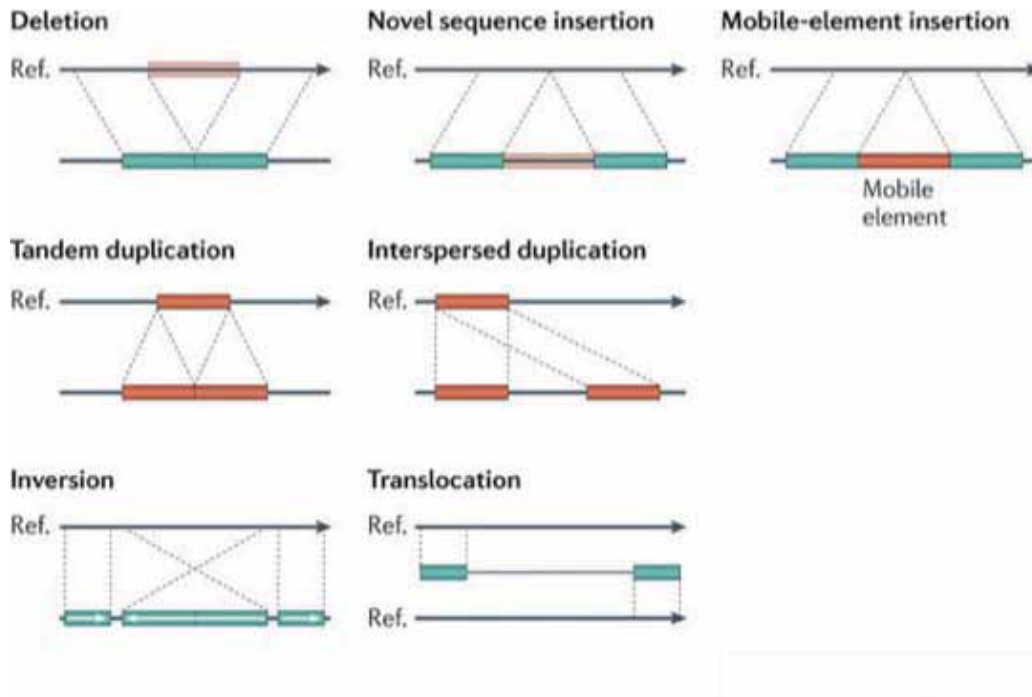 Deletion
Novel sequence insertion
Mobile-element insertion
Ref.
Ref.
Ref.
Mobile
element
Tandem duplication
Interspersed duplication
Ref.
Ref.
Inversion
Translocation
Ref.
Ref.
Ref.